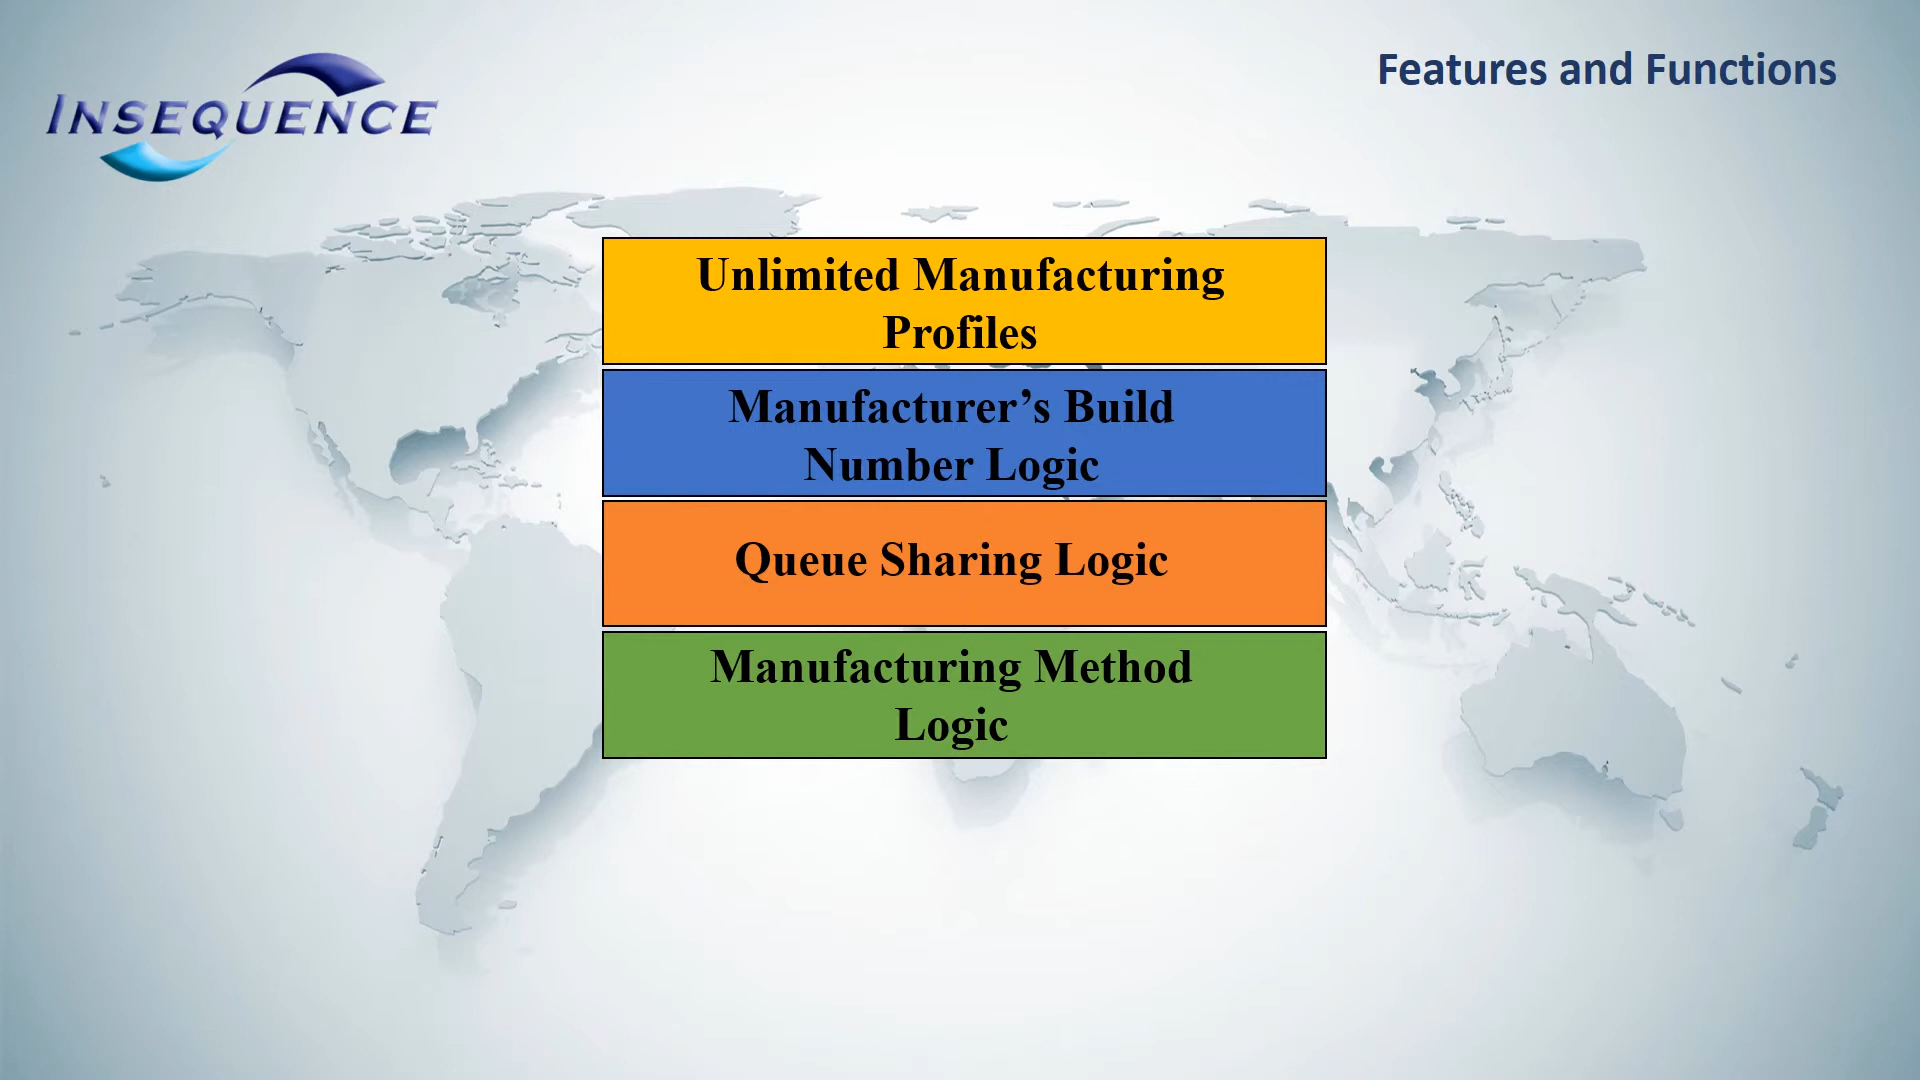 INSEQUENCE
Features and Functions
Unlimited Manufacturing
Profiles
Manufacturer’s Build
Number Logic
Queue Sharing Logic
Manufacturing Method
Logic